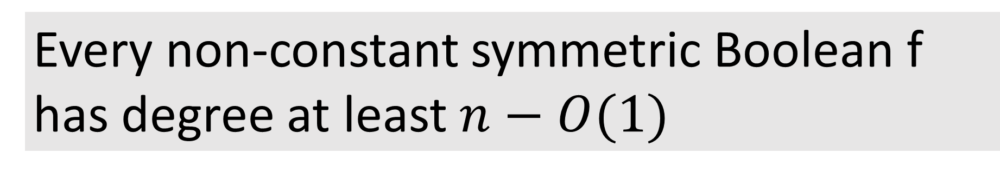 Every non-constant symmetric Boolean f
has degree at least n − O(1)